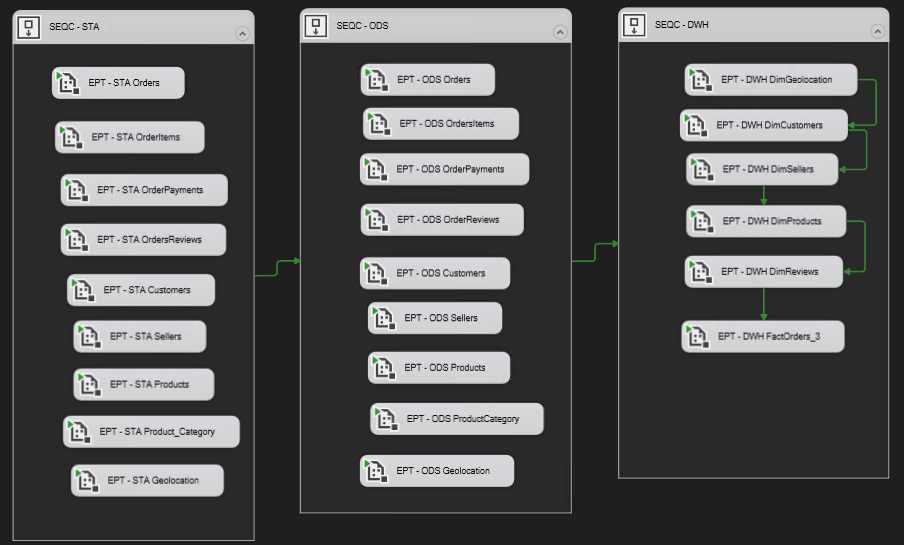 SEQC - STA
EPT - STA Orders
EPT - STA OrderItems
EPT - STA OrderPayments
EPT - STA OrdersReviews
EPT - STA Customers
EPT - STA Sellers
EPT - STA Products
EPT - STA Product_Category
EPT - STA Geolocation
SEQC - ODS
EPT - ODS Orders
EPT - ODS OrdersItems
EPT - ODS OrderPayments
EPT - ODS OrderReviews
EPT - ODS Customers
EPT - ODS Sellers
EPT - ODS Products
EPT - ODS ProductCategory
EPT - ODS Geolocation
SEQC - DWH
EPT - DWH DimGeolocation
EPT - DWH DimCustomers
EPT - DWH DimSellers
EPT - DWH DimProducts
EPT - DWH DimReviews
EPT - DWH FactOrders_3